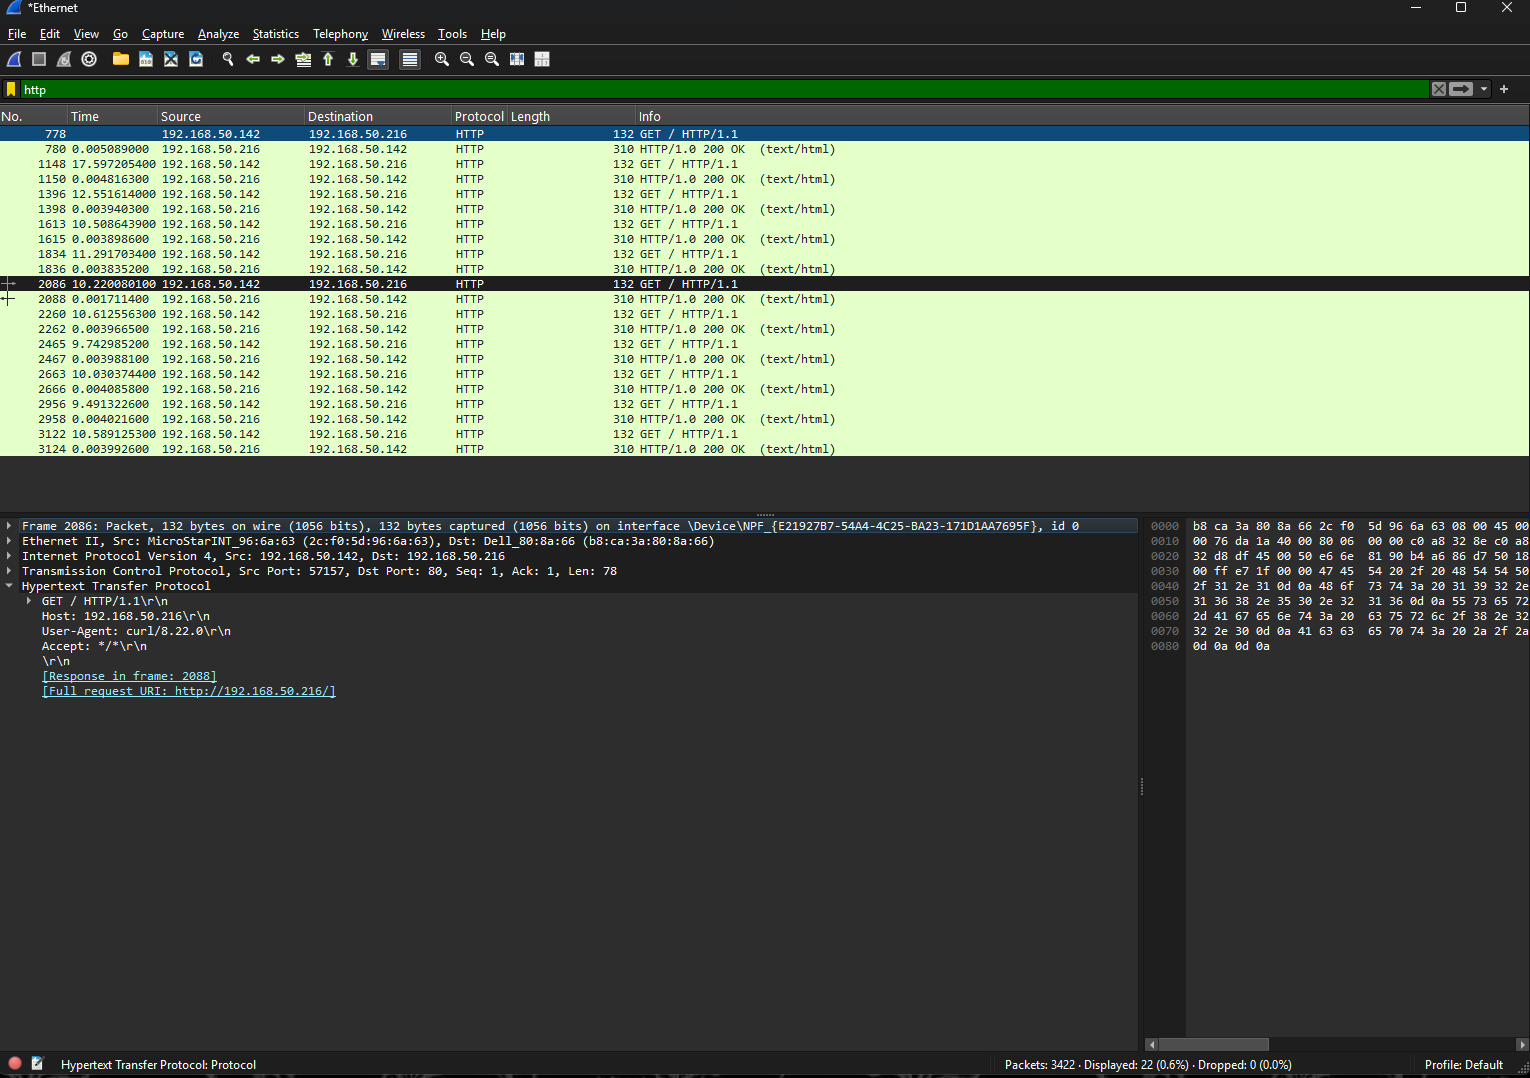 *Ethernet
File Edit View Go Capture Analyze Statistics Telephony Wireless Tools Help
http
No. Time Source Destination Protocol Length Info
778 192.168.50.142 192.168.50.216 HTTP 132 GET / HTTP/1.1
780 0.005089000 192.168.50.216 192.168.50.142 HTTP 310 HTTP/1.0 200 OK (text/html)
1148 17.597205400 192.168.50.142 192.168.50.216 HTTP 132 GET / HTTP/1.1
1150 0.004816300 192.168.50.216 192.168.50.142 HTTP 310 HTTP/1.0 200 OK (text/html)
1396 12.551614000 192.168.50.142 192.168.50.216 HTTP 132 GET / HTTP/1.1
1398 0.003940300 192.168.50.216 192.168.50.142 HTTP 310 HTTP/1.0 200 OK (text/html)
1613 10.508643900 192.168.50.142 192.168.50.216 HTTP 132 GET / HTTP/1.1
1615 0.003898600 192.168.50.216 192.168.50.142 HTTP 310 HTTP/1.0 200 OK (text/html)
1834 11.291703400 192.168.50.142 192.168.50.216 HTTP 132 GET / HTTP/1.1
1836 0.003835200 192.168.50.216 192.168.50.142 HTTP 310 HTTP/1.0 200 OK (text/html)
2086 10.220080100 192.168.50.142 192.168.50.216 HTTP 132 GET / HTTP/1.1
2088 0.001711400 192.168.50.216 192.168.50.142 HTTP 310 HTTP/1.0 200 OK (text/html)
2260 10.612556300 192.168.50.142 192.168.50.216 HTTP 132 GET / HTTP/1.1
2262 0.003966500 192.168.50.216 192.168.50.142 HTTP 310 HTTP/1.0 200 OK (text/html)
2465 9.742985200 192.168.50.142 192.168.50.216 HTTP 132 GET / HTTP/1.1
2467 0.003988100 192.168.50.216 192.168.50.142 HTTP 310 HTTP/1.0 200 OK (text/html)
2663 10.030374400 192.168.50.142 192.168.50.216 HTTP 132 GET / HTTP/1.1
2666 0.004085800 192.168.50.216 192.168.50.142 HTTP 310 HTTP/1.0 200 OK (text/html)
2956 9.491322600 192.168.50.142 192.168.50.216 HTTP 132 GET / HTTP/1.1
2958 0.004021600 192.168.50.216 192.168.50.142 HTTP 310 HTTP/1.0 200 OK (text/html)
3122 10.589125300 192.168.50.142 192.168.50.216 HTTP 132 GET / HTTP/1.1
3124 0.003992600 192.168.50.216 192.168.50.142 HTTP 310 HTTP/1.0 200 OK (text/html)
Frame 2086: Packet, 132 bytes on wire (1056 bits), 132 bytes captured (1056 bits) on interface \Device\NPF_{E21927B7-54A4-4C25-BA23-171D1AA7695F}, id 0
Ethernet II, Src: MicroStarINT_96:6a:63 (2c:f0:5d:96:6a:63), Dst: Dell_80:8a:66 (b8:ca:3a:80:8a:66)
Internet Protocol Version 4, Src: 192.168.50.142, Dst: 192.168.50.216
Transmission Control Protocol, Src Port: 57157, Dst Port: 80, Seq: 1, Ack: 1, Len: 78
Hypertext Transfer Protocol
GET / HTTP/1.1\r\n
Host: 192.168.50.216\r\n
User-Agent: curl/8.22.0\r\n
Accept: */*\r\n
\r\n
[Response in frame: 2088]
[Full request URI: http://192.168.50.216/]
0000 b8 ca 3a 80 8a 66 2c f0 5d 96 6a 63 08 00 45 00
0010 00 76 da 1a 40 00 80 06 00 00 c0 a8 32 8e c0 a8
0020 32 d8 df 45 00 50 e6 6e 81 90 b4 a6 86 d7 50 18
0030 00 ff e7 1f 00 00 47 45 54 20 2f 20 48 54 54 50
0040 2f 31 2e 31 0d 0a 48 6f 73 74 3a 20 31 39 32 2e
0050 31 36 38 2e 35 30 2e 32 31 36 0d 0a 55 73 65 72
0060 2d 41 67 65 6e 74 3a 20 63 75 72 6c 2f 38 2e 32
0070 32 2e 30 0d 0a 41 63 63 65 70 74 3a 20 2a 2f 2a
0080 0d 0a 0d 0a
Hypertext Transfer Protocol: Protocol
Packets: 3422 · Displayed: 22 (0.6%) · Dropped: 0 (0.0%)
Profile: Default